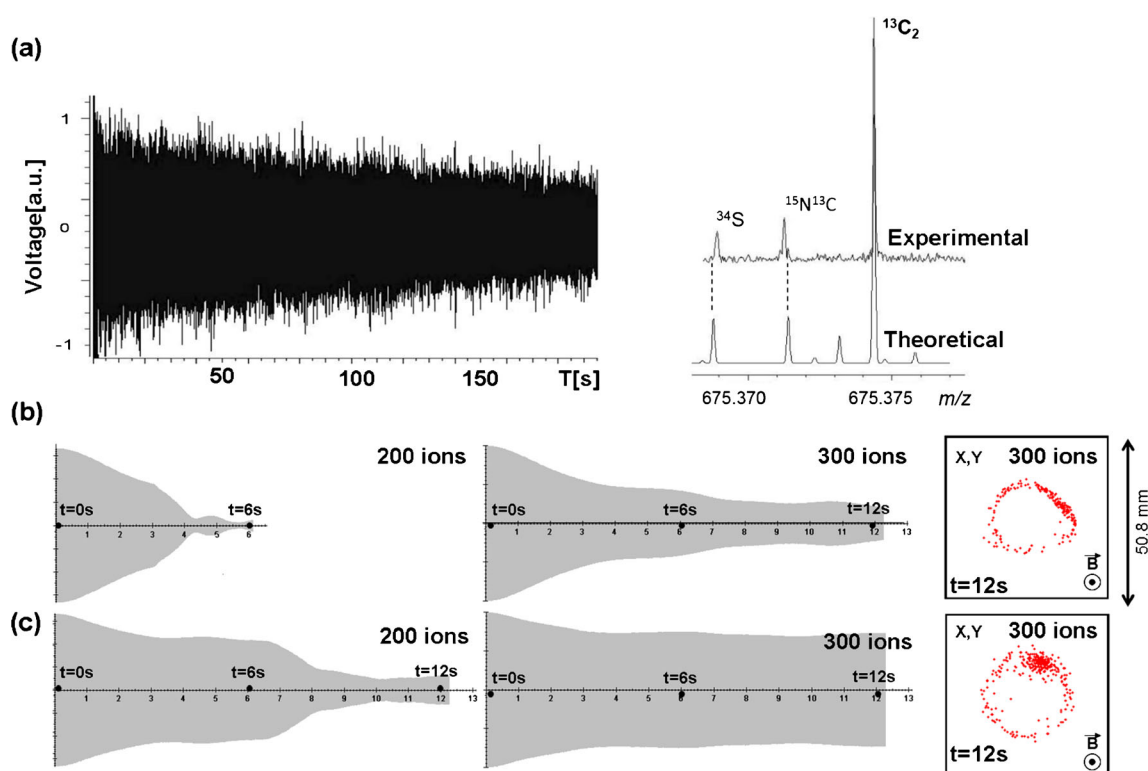 (a)
Voltage[a.u.]
1
0
-1
50
100
150
T[s]
¹³C₂
³⁴S
¹⁵N¹³C
Experimental
Theoretical
675.370
675.375
m/z
(b)
200 ions
t=0s
t=6s
1 2 3 4 5 6
300 ions
t=0s
t=6s
t=12s
1 2 3 4 5 6 7 8 9 10 11 12 13
X,Y
300 ions
t=12s
B
50.8 mm
(c)
200 ions
t=0s
t=6s
t=12s
1 2 3 4 5 6 7 8 9 10 11 12 13
300 ions
t=0s
t=6s
t=12s
1 2 3 4 5 6 7 8 9 10 11 12 13
X,Y
300 ions
t=12s
B